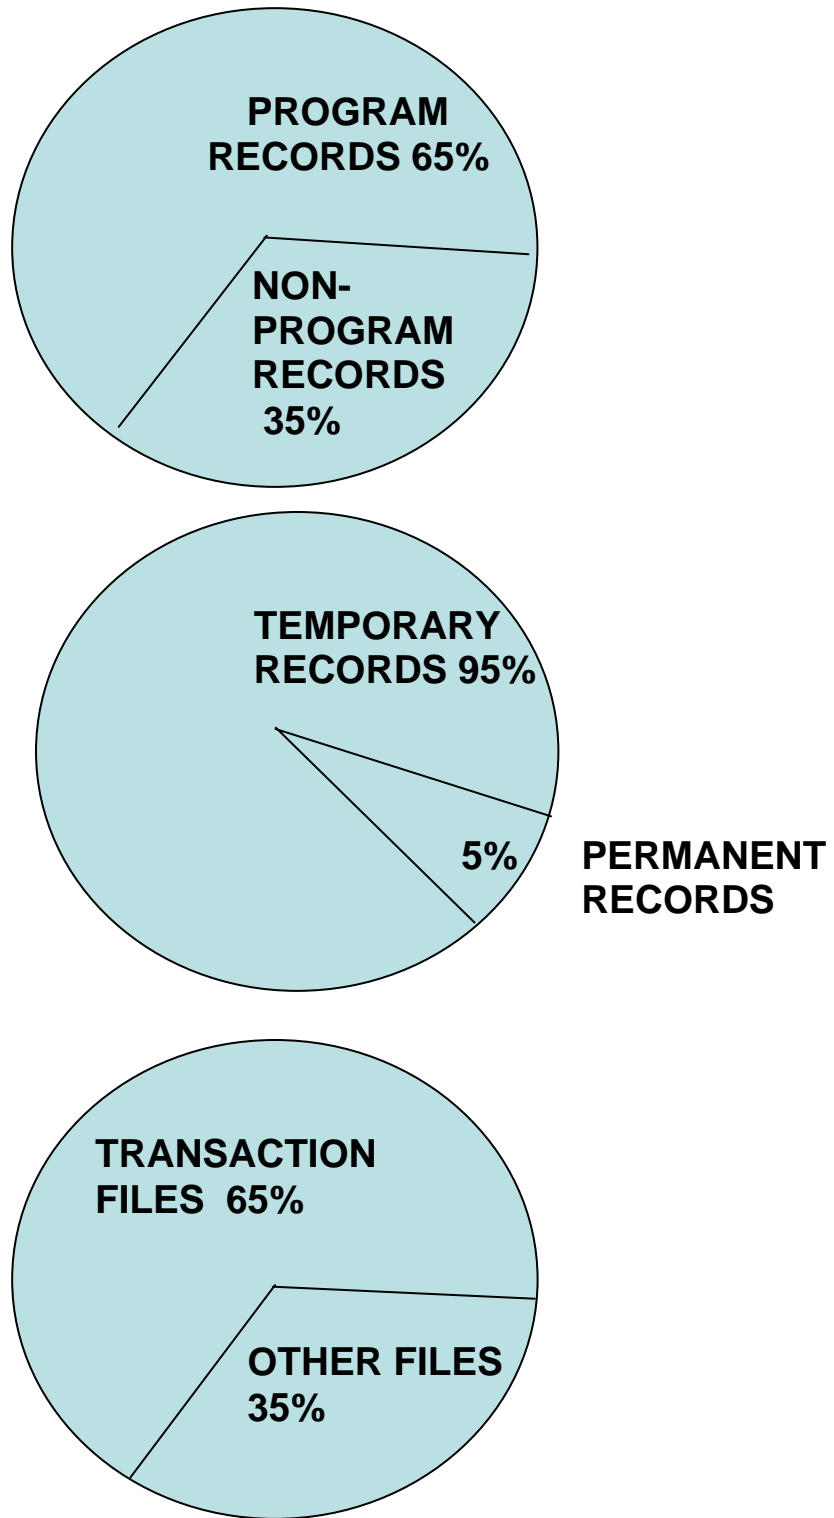 PROGRAM
RECORDS 65%
NON-
PROGRAM
RECORDS
35%
TEMPORARY
RECORDS 95%
5%
PERMANENT
RECORDS
TRANSACTION
FILES 65%
OTHER FILES
35%